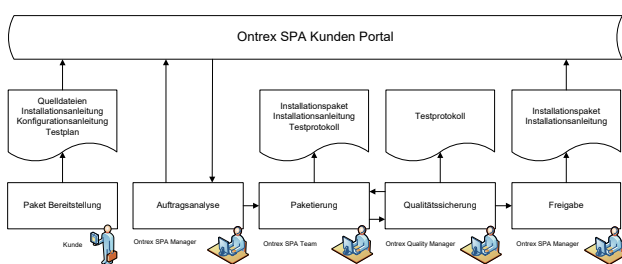 Ontrex SPA Kunden Portal
Quelldateien
Installationsanleitung
Konfigurationsanleitung
Testplan
Installationspaket
Installationsanleitung
Testprotokoll
Testprotokoll
Installationspaket
Installationsanleitung
Paket Bereitstellung
Auftragsanalyse
Paketierung
Qualitätssicherung
Freigabe
Kunde
Ontrex SPA Manager
Ontrex SPA Team
Ontrex Quality Manager
Ontrex SPA Manager